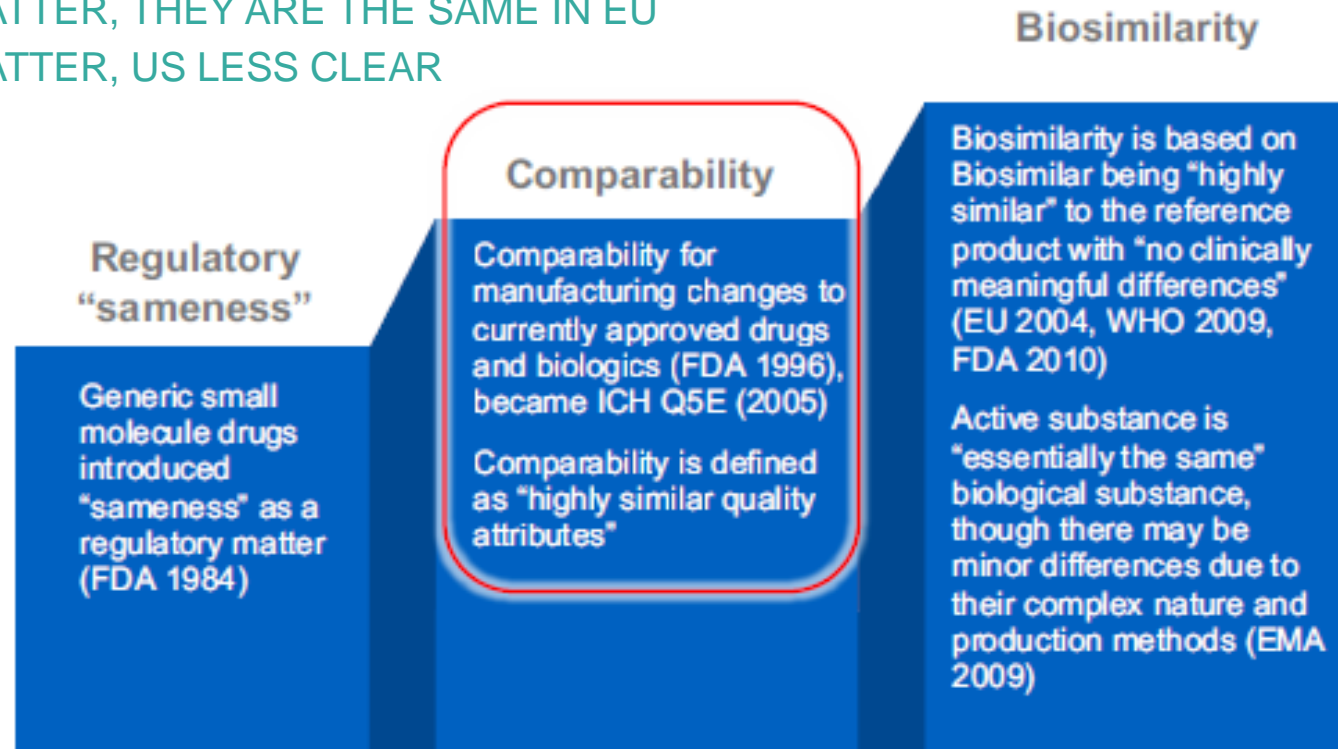 THEY ARE THE SAME IN EU
US LESS CLEAR
Regulatory
“sameness”
Generic small
molecule drugs
introduced
“sameness” as a
regulatory matter
(FDA 1984)
Comparability
Comparability for
manufacturing changes to
currently approved drugs
and biologics (FDA 1996),
became ICH Q5E (2005)
Comparability is defined
as “highly similar quality
attributes”
Biosimilarity
Biosimilarity is based on
Biosimilar being “highly
similar” to the reference
product with “no clinically
meaningful differences”
(EU 2004, WHO 2009,
FDA 2010)
Active substance is
“essentially the same”
biological substance,
though there may be
minor differences due to
their complex nature and
production methods (EMA
2009)